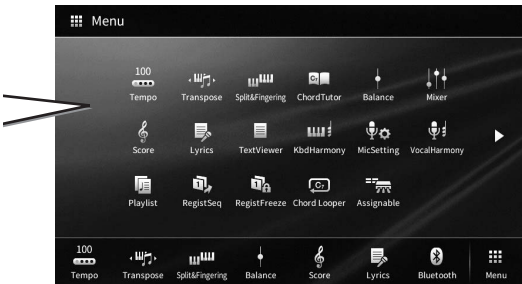 Menu
100
Tempo Transpose Split&Fingering ChordTutor Balance Mixer
Score Lyrics TextViewer KbdHarmony MicSetting VocalHarmony
Playlist RegistSeq RegistFreeze Chord Looper Assignable
100
Tempo Transpose Split&Fingering Balance Score Lyrics Bluetooth Menu